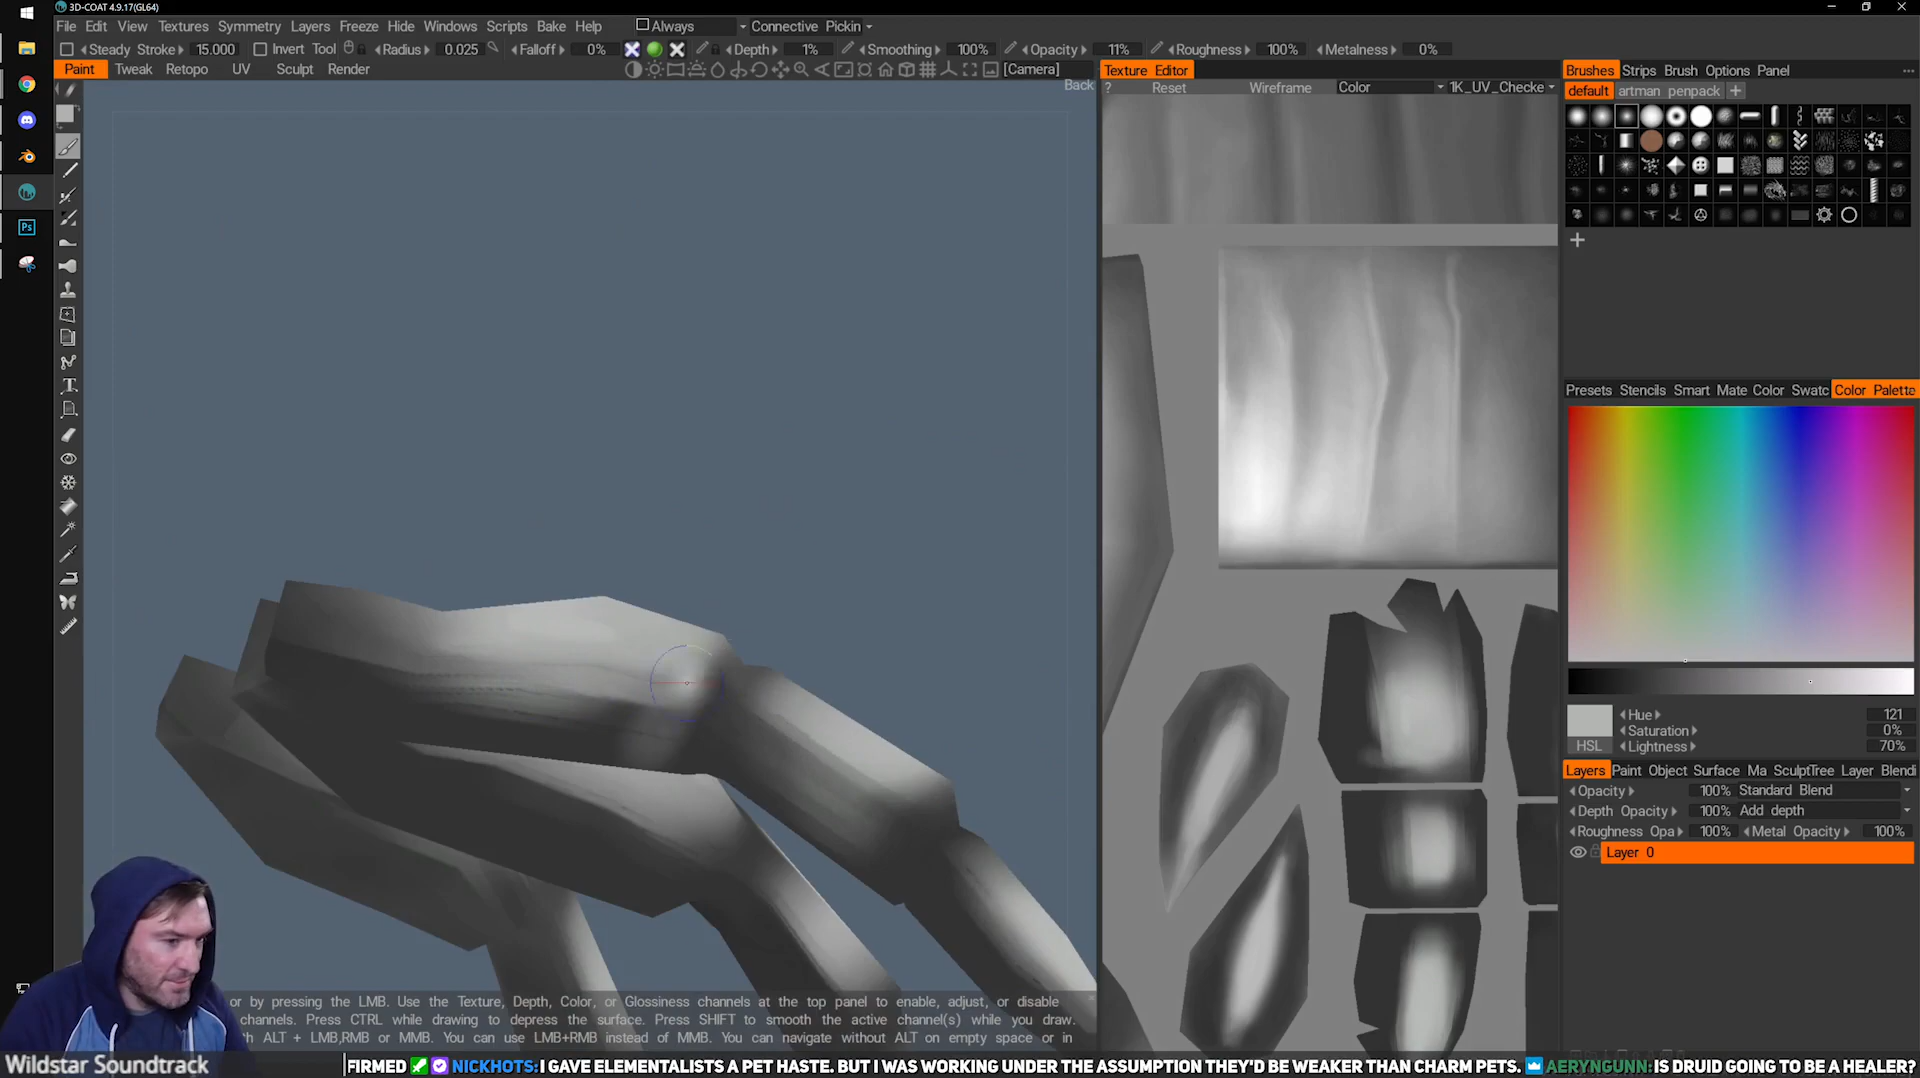 3D-COAT 4.9.17(GL64)
File Edit View Textures Symmetry Layers Freeze Hide Windows Scripts Bake Help Always Connective Pickin
Steady Stroke 15.000 Invert Tool Radius 0.025 Falloff 0% Depth 1% Smoothing 100% Opacity 11% Roughness 100% Metalness 0%
Paint Tweak Retopo UV Sculpt Render [Camera]
Back
Texture Editor
? Reset Wireframe Color 1K_UV_Checke
Brushes Strips Brush Options Panel
default artman penpack +
Presets Stencils Smart Mate Color Swatc Color Palette
Hue 121
Saturation 0%
HSL Lightness 70%
Layers Paint Object Surface Ma SculptTree Layer Blendi
Opacity 100% Standard Blend
Depth Opacity 100% Add depth
Roughness Opa 100% Metal Opacity 100%
Layer 0
Ps
or by pressing the LMB. Use the Texture, Depth, Color, or Glossiness channels at the top panel to enable, adjust, or disable
channels. Press CTRL while drawing to depress the surface. Press SHIFT to smooth the active channel(s) while you draw.
ALT + LMB,RMB or MMB. You can use LMB+RMB instead of MMB. You can navigate without ALT on empty space or in
Wildstar Soundtrack
FIRMED NICKHOTS: I GAVE ELEMENTALISTS A PET HASTE. BUT I WAS WORKING UNDER THE ASSUMPTION THEY'D BE WEAKER THAN CHARM PETS. AERYNGUNN: IS DRUID GOING TO BE A HEALER?